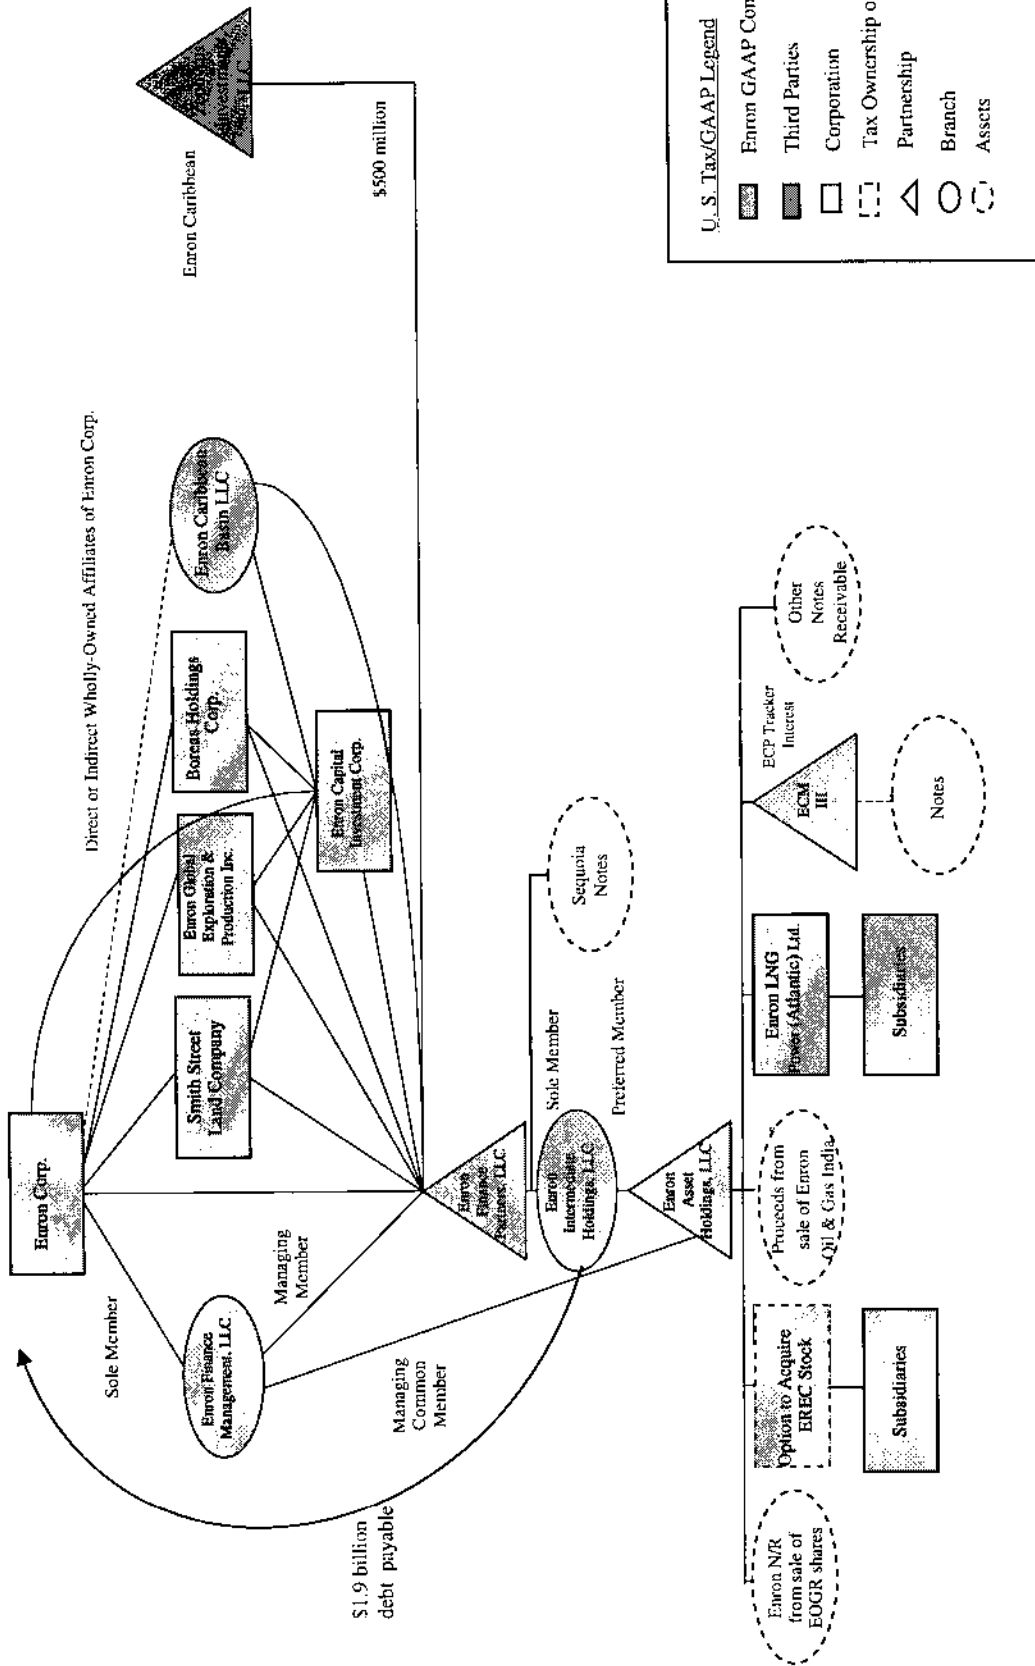 Enron Corp.
Direct or Indirect Wholly-Owned Affiliates of Enron Corp.
Enron Caribbean
Investments
LLC
Sole Member
Enron Finance
Management, LLC
Smith Street
Land Company
Enron Global
Exploration &
Production Inc.
Boreas Holdings
Corp.
Enron Caribbean
Basin LLC
Managing
Member
Enron Capital
Investment Corp.
$500 million
$1.9 billion
debt payable
Managing
Common
Member
Enron
Finance
Partners, LLC
Sole Member
Sequoia
Notes
Enron
Intermediate
Holdings, LLC
Preferred Member
Enron
Asset
Holdings, LLC
Enron N/R
from sale of
EOGR shares
Option to Acquire
EREC Stock
Subsidiaries
Proceeds from
sale of Enron
Oil & Gas India
Enron LNG
Power (Atlantic) Ltd.
Subsidiaries
ECP Tracker
Interest
ECM
III
Notes
Other
Notes
Receivable
U. S. Tax/GAAP Legend
Enron GAAP Con
Third Parties
Corporation
Tax Ownership o
Partnership
Branch
Assets